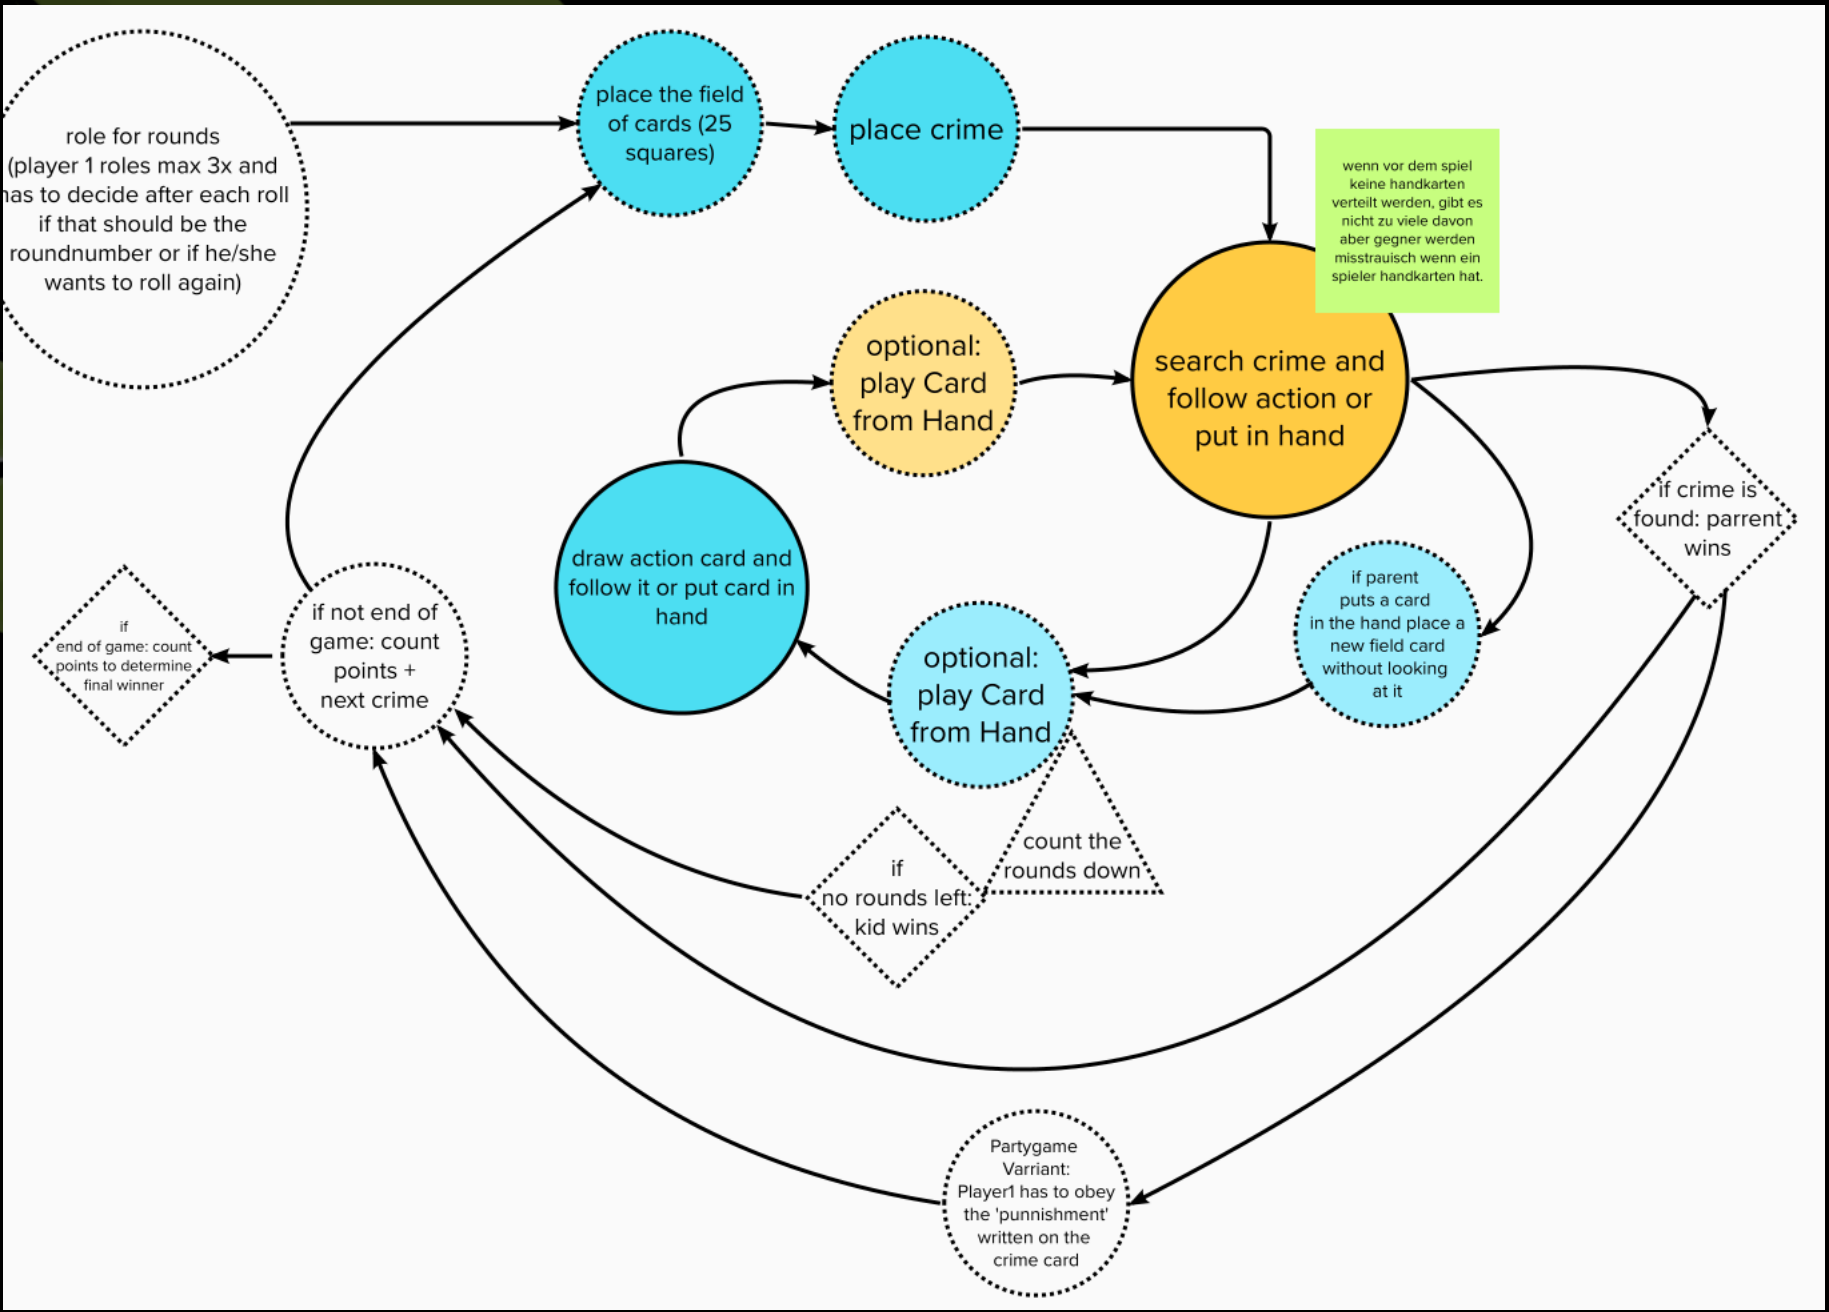 role for rounds
(player 1 roles max 3x and
has to decide after each roll
if that should be the
roundnumber or if he/she
wants to roll again)
place the field
of cards (25
squares)
place crime
wenn vor dem spiel
keine handkarten
verteilt werden, gibt es
nicht zu viele davon
aber gegner werden
misstrauisch wenn ein
spieler handkarten hat.
optional:
play Card
from Hand
search crime and
follow action or
put in hand
if crime is
found: parrent
wins
draw action card and
follow it or put card in
hand
if parent
puts a card
in the hand place a
new field card
without looking
at it
if not end of
game: count
points +
next crime
if
end of game: count
points to determine
final winner
optional:
play Card
from Hand
count the
rounds down
if
no rounds left:
kid wins
Partygame
Varriant:
Player1 has to obey
the 'punnishment'
written on the
crime card